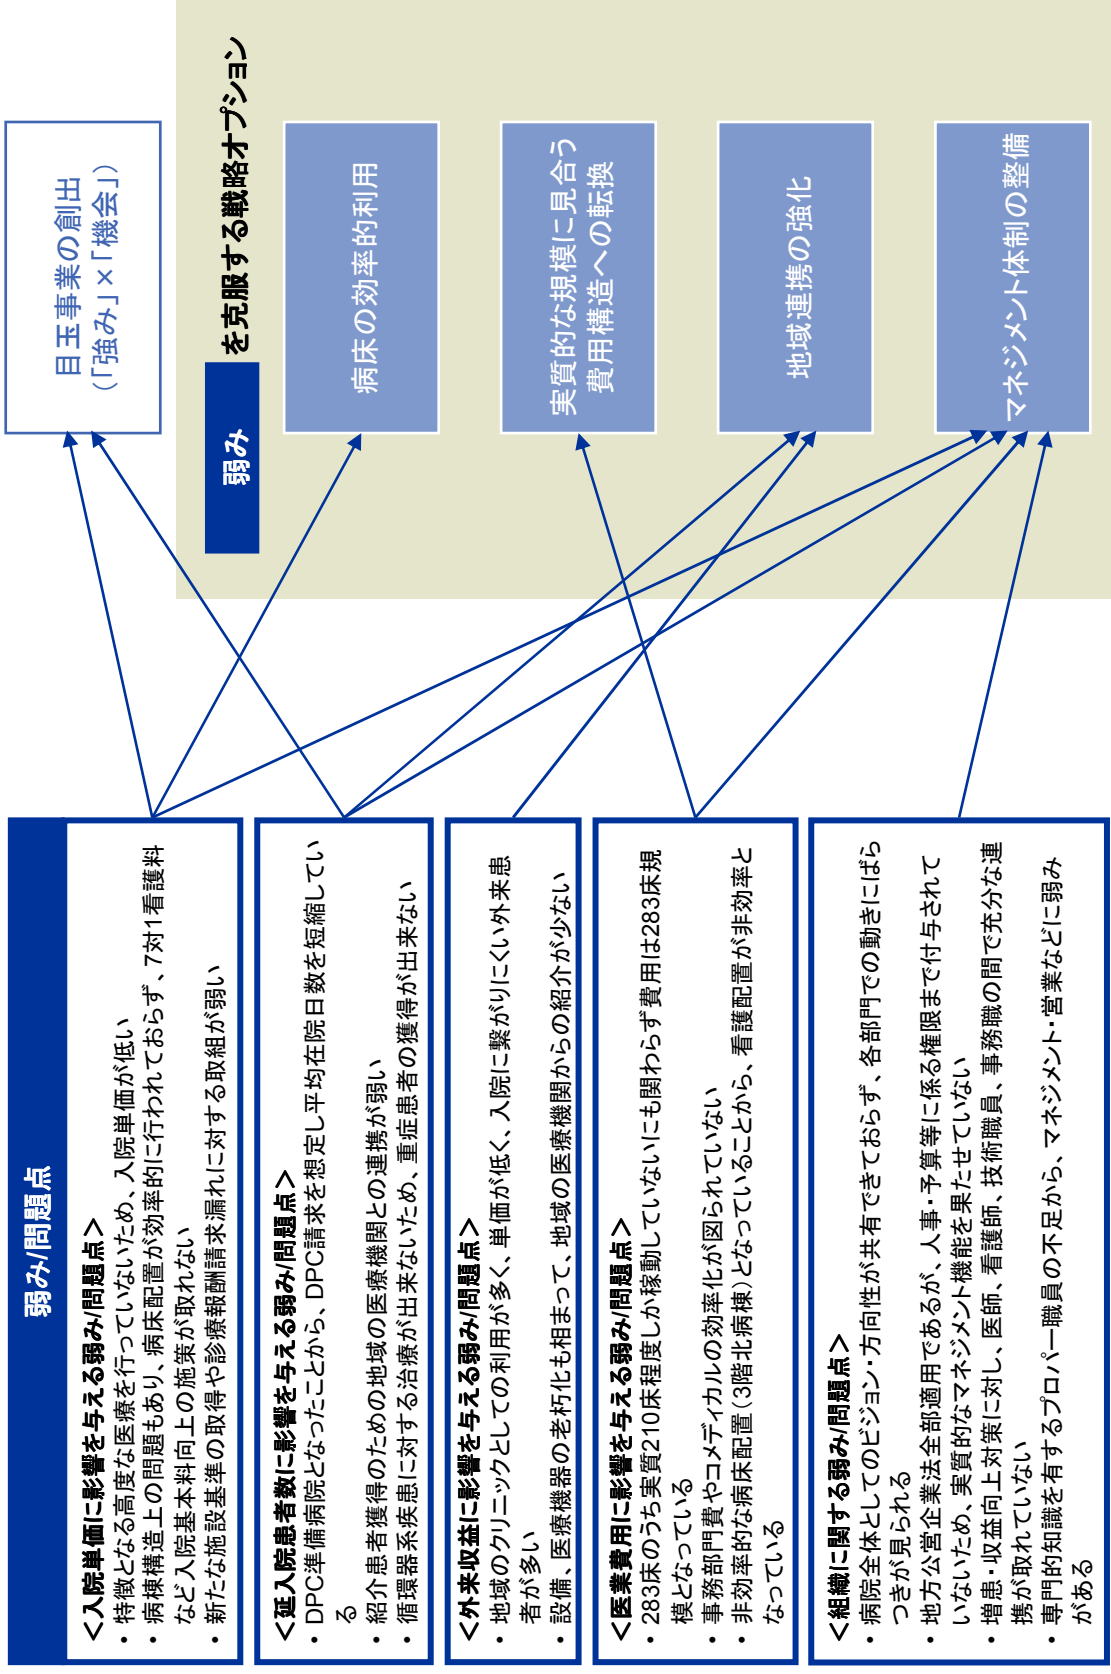 弱み/問題点
＜入院単価に影響を与える弱み/問題点＞
・ 特徴となる高度な医療を行っていないため、入院単価が低い
・ 病棟構造上の問題もあり、病床配置が効率的に行われておらず、7対1看護料
など入院基本料向上の施策が取れない
・ 新たな施設基準の取得や診療報酬請求漏れに対する取組が弱い
＜延入院患者数に影響を与える弱み/問題点＞
・ DPC準備病院となったことから、DPC請求を想定し平均在院日数を短縮してい
る
・ 紹介患者獲得のための地域の医療機関との連携が弱い
・ 循環器系疾患に対する治療が出来ないため、重症患者の獲得が出来ない
＜外来収益に影響を与える弱み/問題点＞
・ 地域のクリニックとしての利用が多く、単価が低く、入院に繋がりにくい外来患
者が多い
・ 設備、医療機器の老朽化も相まって、地域の医療機関からの紹介が少ない
＜医業費用に影響を与える弱み/問題点＞
・ 283床のうち実質210床程度しか稼動していないにも関わらず費用は283床規
模となっている
・ 事務部門費やコメディカルの効率化が図られていない
・ 非効率的な病床配置（3階北病棟）となっていることから、看護配置が非効率と
なっている
＜組織に関する弱み/問題点＞
・ 病院全体としてのビジョン・方向性が共有できておらず、各部門での動きにばら
つきが見られる
・ 地方公営企業法全部適用であるが、人事・予算等に係る権限まで付与されて
いないため、実質的なマネジメント機能を果たせていない
・ 増患・収益向上対策に対し、医師、看護師、技術職員、事務職の間で充分な連
携が取れていない
・ 専門的知識を有するプロパー職員の不足から、マネジメント・営業などに弱み
がある
目玉事業の創出
（「強み」×「機会」）
弱み を克服する戦略オプション
病床の効率的利用
実質的な規模に見合う
費用構造への転換
地域連携の強化
マネジメント体制の整備